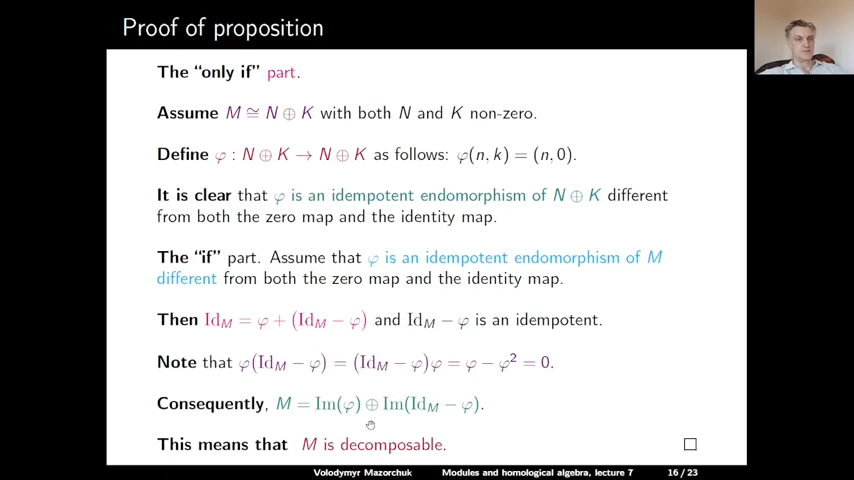 Proof of proposition
The “only if” part.
Assume M ≅ N ⊕ K with both N and K non-zero.
Define φ : N ⊕ K → N ⊕ K as follows: φ(n, k) = (n, 0).
It is clear that φ is an idempotent endomorphism of N ⊕ K different
from both the zero map and the identity map.
The “if” part. Assume that φ is an idempotent endomorphism of M
different from both the zero map and the identity map.
Then Id_M = φ + (Id_M − φ) and Id_M − φ is an idempotent.
Note that φ(Id_M − φ) = (Id_M − φ)φ = φ − φ² = 0.
Consequently, M = Im(φ) ⊕ Im(Id_M − φ).
This means that M is decomposable. □
Volodymyr Mazorchuk Modules and homological algebra, lecture 7 16 / 23